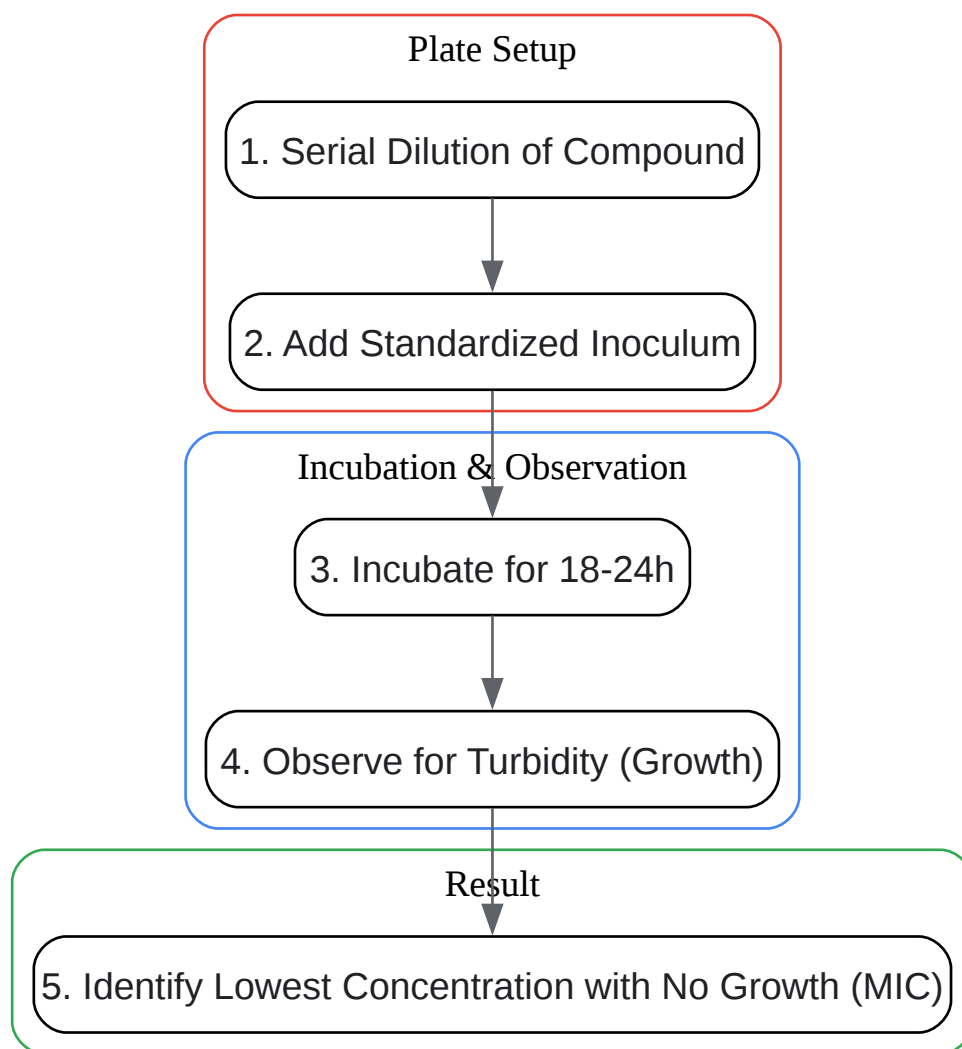 Plate Setup
1. Serial Dilution of Compound
2. Add Standardized Inoculum
Incubation & Observation
3. Incubate for 18-24h
4. Observe for Turbidity (Growth)
Result
5. Identify Lowest Concentration with No Growth (MIC)